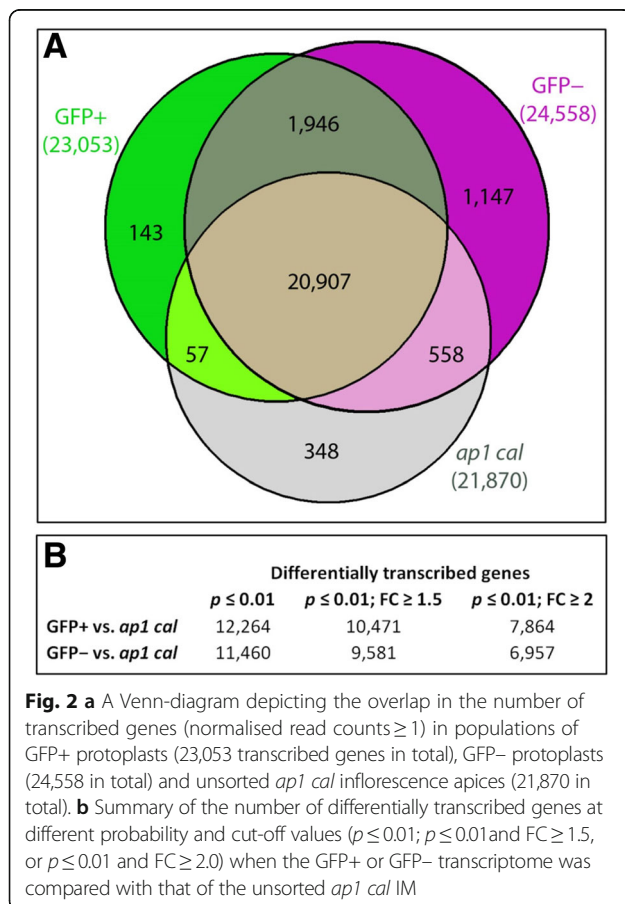 A
GFP+
(23,053)
GFP–
(24,558)
1,946
1,147
143
20,907
57
558
348
ap1 cal
(21,870)
B
Differentially transcribed genes
p ≤ 0.01 p ≤ 0.01; FC ≥ 1.5 p ≤ 0.01; FC ≥ 2
GFP+ vs. ap1 cal 12,264 10,471 7,864
GFP– vs. ap1 cal 11,460 9,581 6,957
Fig. 2 a A Venn-diagram depicting the overlap in the number of
transcribed genes (normalised read counts ≥ 1) in populations of
GFP+ protoplasts (23,053 transcribed genes in total), GFP– protoplasts
(24,558 in total) and unsorted ap1 cal inflorescence apices (21,870 in
total). b Summary of the number of differentially transcribed genes at
different probability and cut-off values (p ≤ 0.01; p ≤ 0.01and FC ≥ 1.5,
or p ≤ 0.01 and FC ≥ 2.0) when the GFP+ or GFP– transcriptome was
compared with that of the unsorted ap1 cal IM